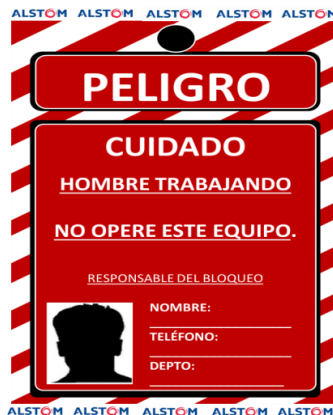 ALSTOM ALSTOM ALSTOM ALSTOM ALSTOM
PELIGRO
CUIDADO
HOMBRE TRABAJANDO
NO OPERE ESTE EQUIPO.
RESPONSABLE DEL BLOQUEO
NOMBRE:
TELÉFONO:
DEPTO:
ALSTOM ALSTOM ALSTOM ALSTOM ALSTOM